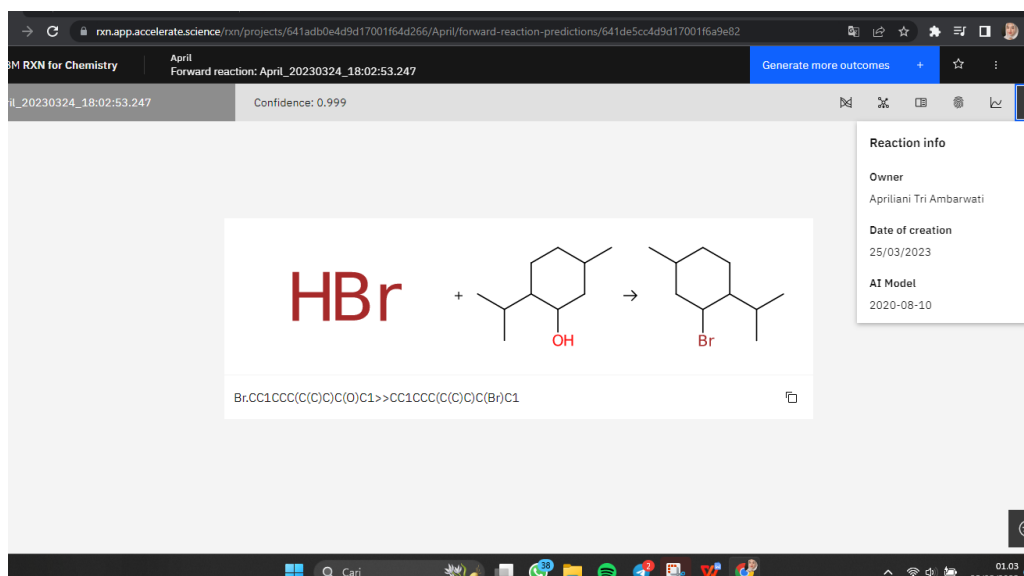 rxn.app.accelerate.science/rxn/projects/641adb0e4d9d17001f64d266/April/forward-reaction-predictions/641de5cc4d9d17001f6a9e82
BM RXN for Chemistry
April
Forward reaction: April_20230324_18:02:53.247
Generate more outcomes +
ril_20230324_18:02:53.247
Confidence: 0.999
Reaction info
Owner
Apriliani Tri Ambarwati
Date of creation
25/03/2023
AI Model
2020-08-10
HBr + OH → Br
Br.CC1CCC(C(C)C)C(O)C1>>CC1CCC(C(C)C)C(Br)C1
Cari
38
2
01.03